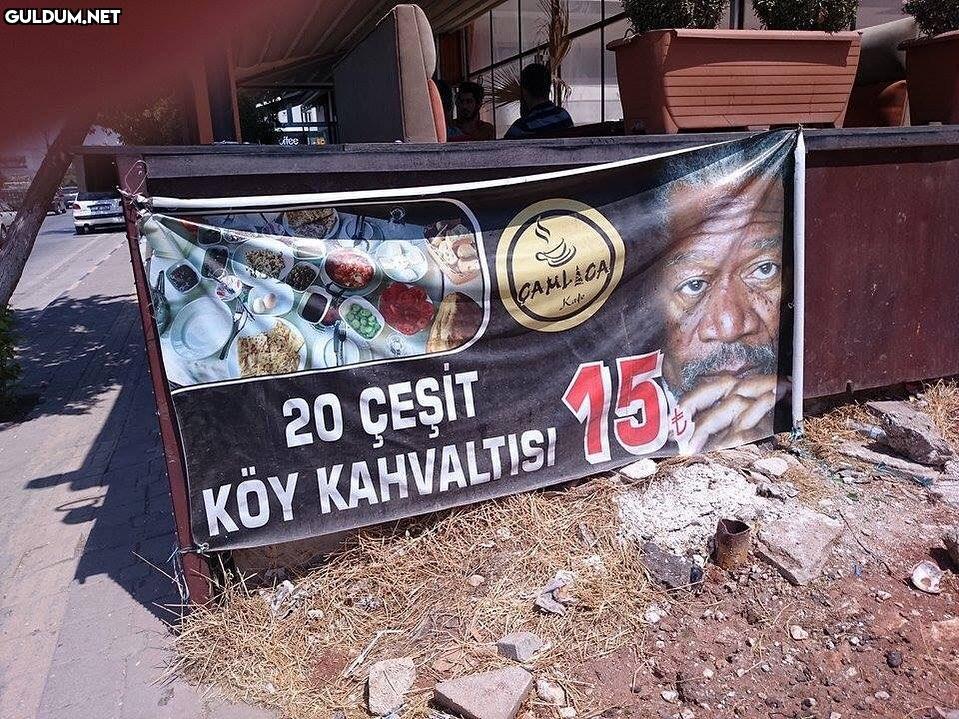 GULDUM.NET
ÇAMLICA
Kafe
20 ÇEŞİT
KÖY KAHVALTISI
15₺